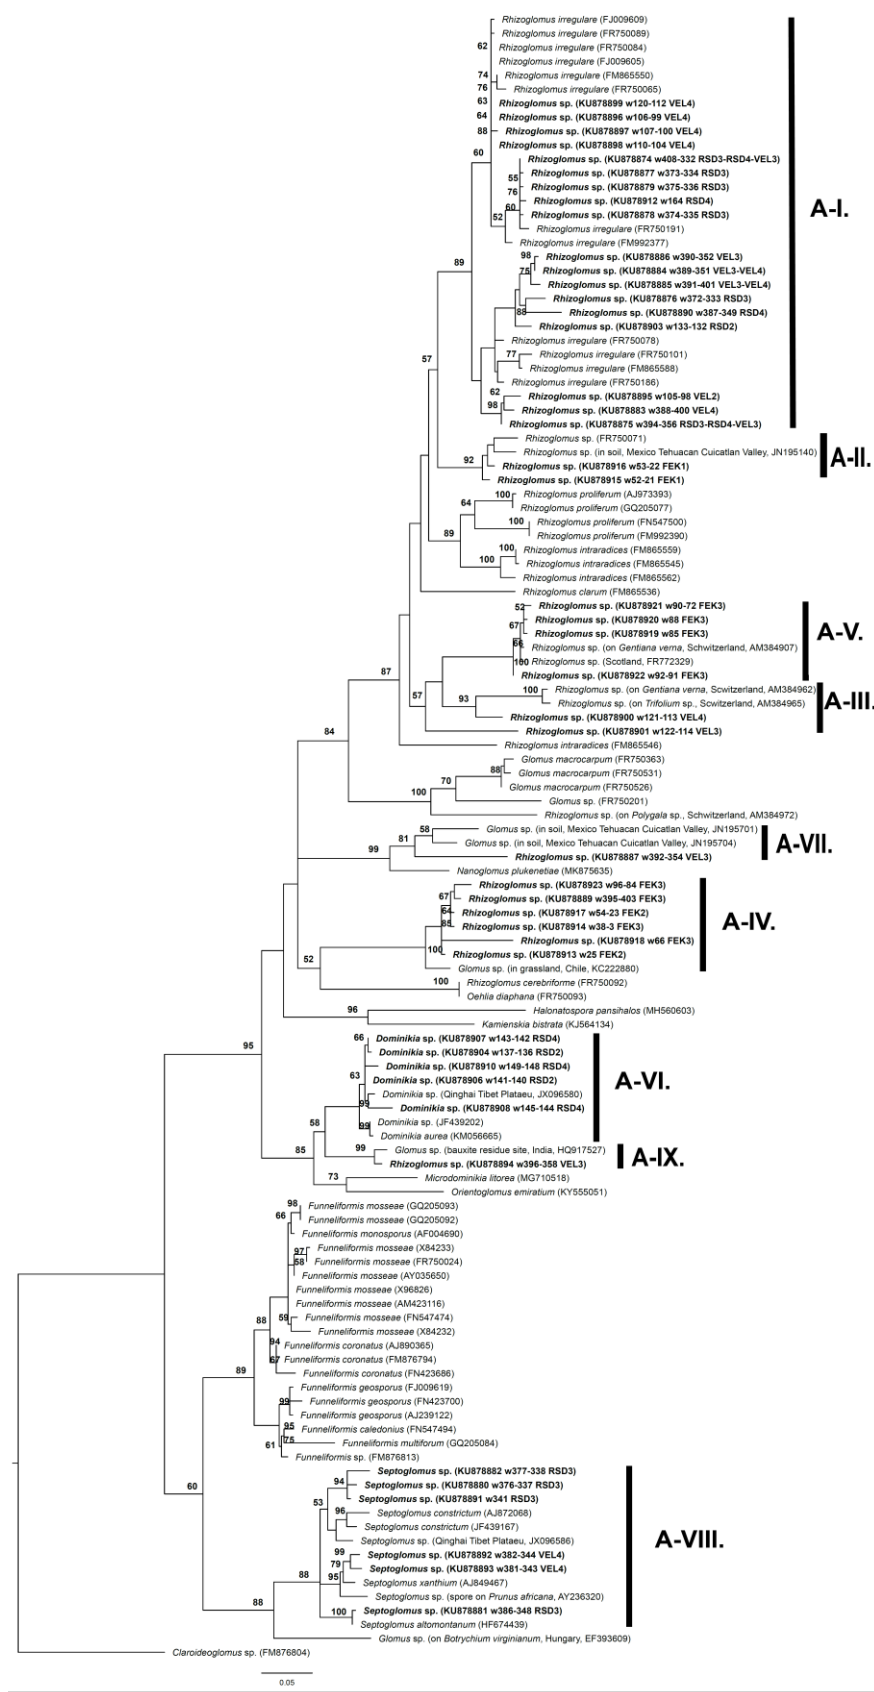 Rhizoglomus irregulare (FJ009609)
Rhizoglomus irregulare (FR750089)
62 Rhizoglomus irregulare (FR750084)
Rhizoglomus irregulare (FJ009605)
74 Rhizoglomus irregulare (FM865550)
76 Rhizoglomus irregulare (FR750065)
63 Rhizoglomus sp. (KU878899 w120-112 VEL4)
64 Rhizoglomus sp. (KU878896 w106-99 VEL4)
88 Rhizoglomus sp. (KU878897 w107-100 VEL4)
Rhizoglomus sp. (KU878898 w110-104 VEL4)
60 Rhizoglomus sp. (KU878874 w408-332 RSD3-RSD4-VEL3)
55 Rhizoglomus sp. (KU878877 w373-334 RSD3)
76 Rhizoglomus sp. (KU878879 w375-336 RSD3)
60 Rhizoglomus sp. (KU878912 w164 RSD4)
A-I.
52 Rhizoglomus sp. (KU878878 w374-335 RSD3)
Rhizoglomus irregulare (FR750191)
Rhizoglomus irregulare (FM992377)
98 Rhizoglomus sp. (KU878886 w390-352 VEL3)
89 75 Rhizoglomus sp. (KU878884 w389-351 VEL3-VEL4)
Rhizoglomus sp. (KU878885 w391-401 VEL3-VEL4)
Rhizoglomus sp. (KU878876 w372-333 RSD3)
88 Rhizoglomus sp. (KU878890 w387-349 RSD4)
Rhizoglomus sp. (KU878903 w133-132 RSD2)
Rhizoglomus irregulare (FR750078)
77 Rhizoglomus irregulare (FR750101)
57 Rhizoglomus irregulare (FM865588)
Rhizoglomus irregulare (FR750186)
62 Rhizoglomus sp. (KU878895 w105-98 VEL2)
98 Rhizoglomus sp. (KU878883 w388-400 VEL4)
Rhizoglomus sp. (KU878875 w394-356 RSD3-RSD4-VEL3)
Rhizoglomus sp. (FR750071)
Rhizoglomus sp. (in soil, Mexico Tehuacan Cuicatlan Valley, JN195140)
A-II.
92 Rhizoglomus sp. (KU878916 w53-22 FEK1)
Rhizoglomus sp. (KU878915 w52-21 FEK1)
100 Rhizoglomus proliferum (AJ973393)
64 Rhizoglomus proliferum (GQ205077)
100 Rhizoglomus proliferum (FN547500)
89 Rhizoglomus proliferum (FM992390)
100 Rhizoglomus intraradices (FM865559)
100 Rhizoglomus intraradices (FM865545)
Rhizoglomus intraradices (FM865562)
Rhizoglomus clarum (FM865536)
52 Rhizoglomus sp. (KU878921 w90-72 FEK3)
67 Rhizoglomus sp. (KU878920 w88 FEK3)
Rhizoglomus sp. (KU878919 w85 FEK3)
A-V.
66 Rhizoglomus sp. (on Gentiana verna, Schwitzerland, AM384907)
100 Rhizoglomus sp. (Scotland, FR772329)
87 Rhizoglomus sp. (KU878922 w92-91 FEK3)
100 Rhizoglomus sp. (on Gentiana verna, Scwitzerland, AM384962)
57 93 Rhizoglomus sp. (on Trifolium sp., Scwitzerland, AM384965)
A-III.
Rhizoglomus sp. (KU878900 w121-113 VEL4)
Rhizoglomus sp. (KU878901 w122-114 VEL3)
84 Rhizoglomus intraradices (FM865546)
Glomus macrocarpum (FR750363)
88 Glomus macrocarpum (FR750531)
70 Glomus macrocarpum (FR750526)
100 Glomus sp. (FR750201)
Rhizoglomus sp. (on Polygala sp., Schwitzerland, AM384972)
58 Glomus sp. (in soil, Mexico Tehuacan Cuicatlan Valley, JN195701)
81 Glomus sp. (in soil, Mexico Tehuacan Cuicatlan Valley, JN195704)
A-VII.
99 Rhizoglomus sp. (KU878887 w392-354 VEL3)
Nanoglomus plukenetiae (MK875635)
Rhizoglomus sp. (KU878923 w96-84 FEK3)
67 Rhizoglomus sp. (KU878889 w395-403 FEK3)
64 Rhizoglomus sp. (KU878917 w54-23 FEK2)
A-IV.
85 Rhizoglomus sp. (KU878914 w38-3 FEK3)
Rhizoglomus sp. (KU878918 w66 FEK3)
100 Rhizoglomus sp. (KU878913 w25 FEK2)
52 Glomus sp. (in grassland, Chile, KC222880)
100 Rhizoglomus cerebriforme (FR750092)
Oehlia diaphana (FR750093)
96 Halonatospora pansihalos (MH560603)
Kamienskia bistrata (KJ564134)
66 Dominikia sp. (KU878907 w143-142 RSD4)
95 Dominikia sp. (KU878904 w137-136 RSD2)
Dominikia sp. (KU878910 w149-148 RSD4)
63 Dominikia sp. (KU878906 w141-140 RSD2)
A-VI.
Dominikia sp. (Qinghai Tibet Plataeu, JX096580)
99 Dominikia sp. (KU878908 w145-144 RSD4)
58 Dominikia sp. (JF439202)
99 Dominikia aurea (KM056665)
99 Glomus sp. (bauxite residue site, India, HQ917527)
A-IX.
85 Rhizoglomus sp. (KU878894 w396-358 VEL3)
73 Microdominikia litorea (MG710518)
Orientoglomus emiratium (KY555051)
98 Funneliformis mosseae (GQ205093)
66 Funneliformis mosseae (GQ205092)
Funneliformis monosporus (AF004690)
97 Funneliformis mosseae (X84233)
58 Funneliformis mosseae (FR750024)
Funneliformis mosseae (AY035650)
Funneliformis mosseae (X96826)
Funneliformis mosseae (AM423116)
59 Funneliformis mosseae (FN547474)
88 Funneliformis mosseae (X84232)
94 Funneliformis coronatus (AJ890365)
67 Funneliformis coronatus (FM876794)
89 Funneliformis coronatus (FN423686)
Funneliformis geosporus (FJ009619)
99 Funneliformis geosporus (FN423700)
Funneliformis geosporus (AJ239122)
95 Funneliformis caledonius (FN547494)
61 75 Funneliformis multiforum (GQ205084)
Funneliformis sp. (FM876813)
Septoglomus sp. (KU878882 w377-338 RSD3)
60 94 Septoglomus sp. (KU878880 w376-337 RSD3)
Septoglomus sp. (KU878891 w341 RSD3)
53 96 Septoglomus constrictum (AJ872068)
Septoglomus constrictum (JF439167)
Septoglomus sp. (Qinghai Tibet Plataeu, JX096586)
A-VIII.
99 Septoglomus sp. (KU878892 w382-344 VEL4)
79 Septoglomus sp. (KU878893 w381-343 VEL4)
88 95 Septoglomus xanthium (AJ849467)
Septoglomus sp. (spore on Prunus africana, AY236320)
88 100 Septoglomus sp. (KU878881 w386-348 RSD3)
Septoglomus altomontanum (HF674439)
Glomus sp. (on Botrychium virginianum, Hungary, EF393609)
Claroideoglomus sp. (FM876804)
0.05